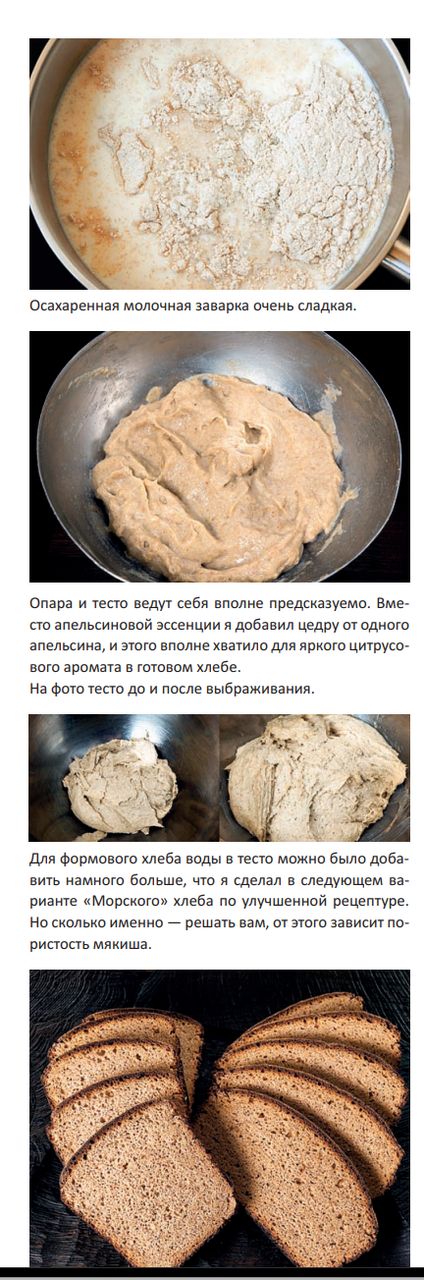 Осахаренная молочная заварка очень сладкая.
Опара и тесто ведут себя вполне предсказуемо. Вме-
сто апельсиновой эссенции я добавил цедру от одного
апельсина, и этого вполне хватило для яркого цитрусо-
вого аромата в готовом хлебе.
На фото тесто до и после выбраживания.
Для формового хлеба воды в тесто можно было доба-
вить намного больше, что я сделал в следующем ва-
рианте «Морского» хлеба по улучшенной рецептуре.
Но сколько именно — решать вам, от этого зависит по-
ристость мякиша.